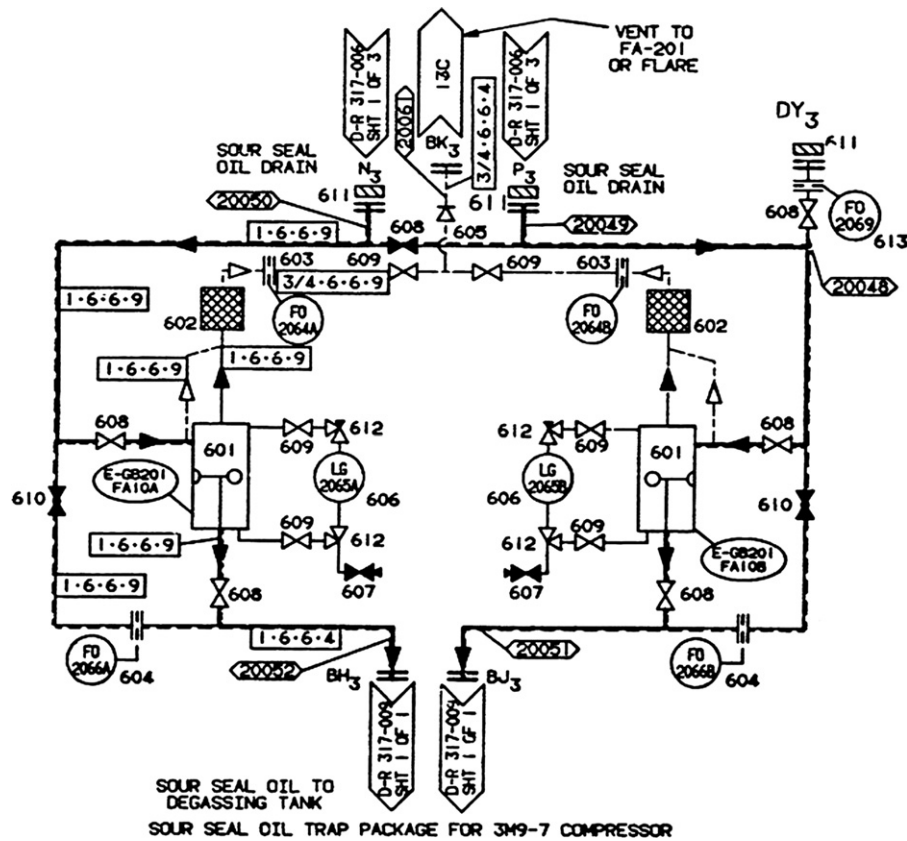 VENT TO
FA-201
OR FLARE
D-R 317-006
SHT 1 OF 3
13C
D-R 317-006
SHT 1 OF 3
20061
3/4·6·6·4
BK3
DY3
SOUR SEAL
OIL DRAIN
N3
P3
SOUR SEAL
OIL DRAIN
611
611
611
20050
20049
608
FO
2069
613
1·6·6·9
608
605
609
603
3/4·6·6·9
609
603
20048
1·6·6·9
602
FO
2064A
FO
2064B
602
1·6·6·9
1·6·6·9
608
601
609
612
612
609
601
608
E-GB201
FA10A
LG
2065A
606
606
LG
2065B
610
610
609
612
612
609
1·6·6·9
E-GB201
FA10B
607
607
1·6·6·9
608
608
1·6·6·4
FO
2066A
604
20052
20051
FO
2066B
604
BH3
BJ3
D-R 317-009
SHT 1 OF 1
D-R 317-009
SHT 1 OF 1
SOUR SEAL OIL TO
DEGASSING TANK
SOUR SEAL OIL TRAP PACKAGE FOR 3M9-7 COMPRESSOR